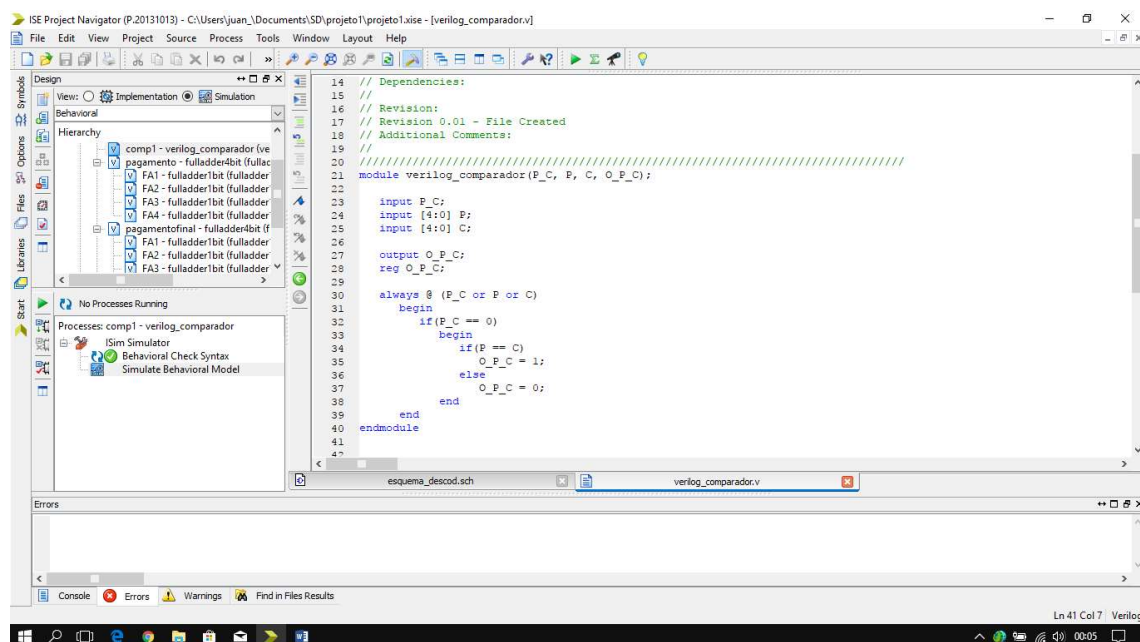 ISE Project Navigator (P.20131013) - C:\Users\juan_\Documents\SD\projeto1\projeto1.xise - [verilog_comparador.v]
File Edit View Project Source Process Tools Window Layout Help
Design
View: Implementation Simulation
Behavioral
Hierarchy
comp1 - verilog_comparador (ve
pagamento - fulladder4bit (fullac
FA1 - fulladder1bit (fulladder
FA2 - fulladder1bit (fulladder
FA3 - fulladder1bit (fulladder
FA4 - fulladder1bit (fulladder
pagamentofinal - fulladder4bit (f
FA1 - fulladder1bit (fulladder
FA2 - fulladder1bit (fulladder
FA3 - fulladder1bit (fulladder
No Processes Running
Processes: comp1 - verilog_comparador
ISim Simulator
Behavioral Check Syntax
Simulate Behavioral Model
Symbols
Options
Files
Libraries
Start
14 // Dependencies:
15 //
16 // Revision:
17 // Revision 0.01 - File Created
18 // Additional Comments:
19 //
20 //////////////////////////////////////////////////////////////////////////////////
21 module verilog_comparador(P_C, P, C, O_P_C);
22
23 input P_C;
24 input [4:0] P;
25 input [4:0] C;
26
27 output O_P_C;
28 reg O_P_C;
29
30 always @ (P_C or P or C)
31 begin
32 if(P_C == 0)
33 begin
34 if(P == C)
35 O_P_C = 1;
36 else
37 O_P_C = 0;
38 end
39 end
40 endmodule
41
42
esquema_descod.sch
verilog_comparador.v
Errors
Console Errors Warnings Find in Files Results
Ln 41 Col 7 Verilog
00:05